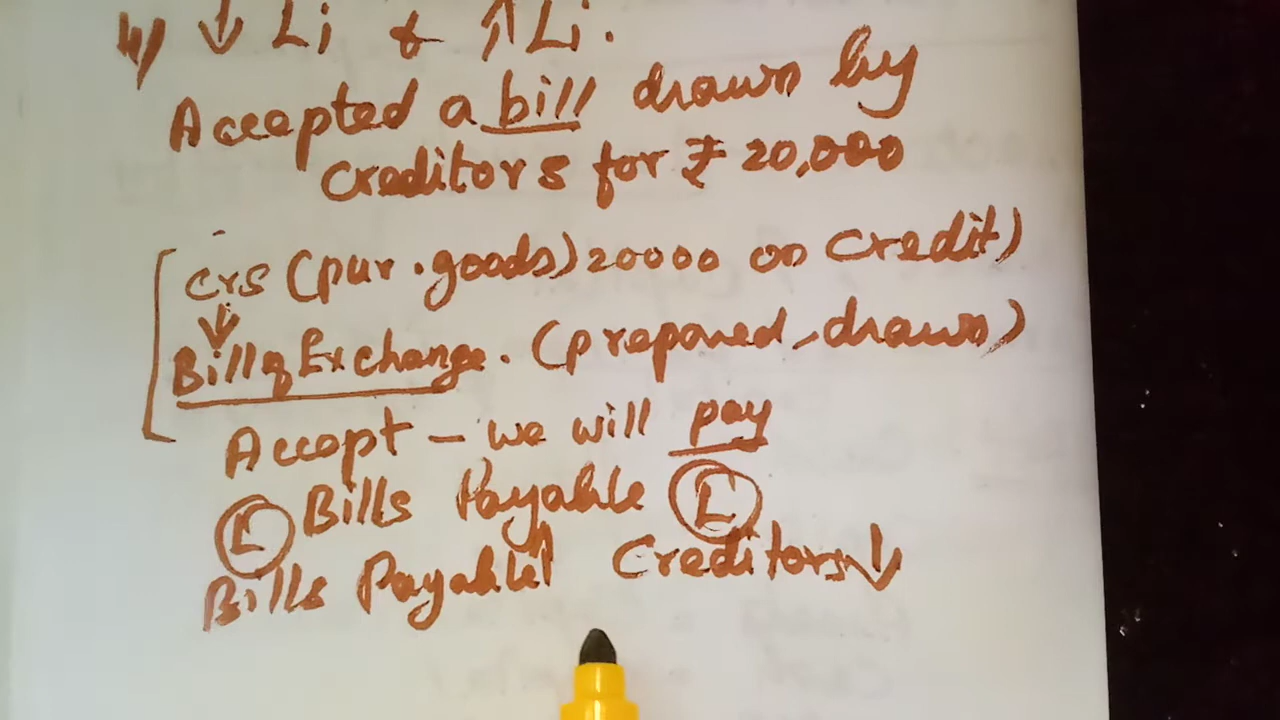 4) ↓ Li & ↑ Li.
Accepted a bill drawn by
creditors for ₹ 20,000
crs (pur. goods) 20000 on credit)
↓
Bill of Exchange. (prepared, drawn)
Accept - we will pay
(L) Bills Payable (L)
Bills Payable↑ Creditors↓